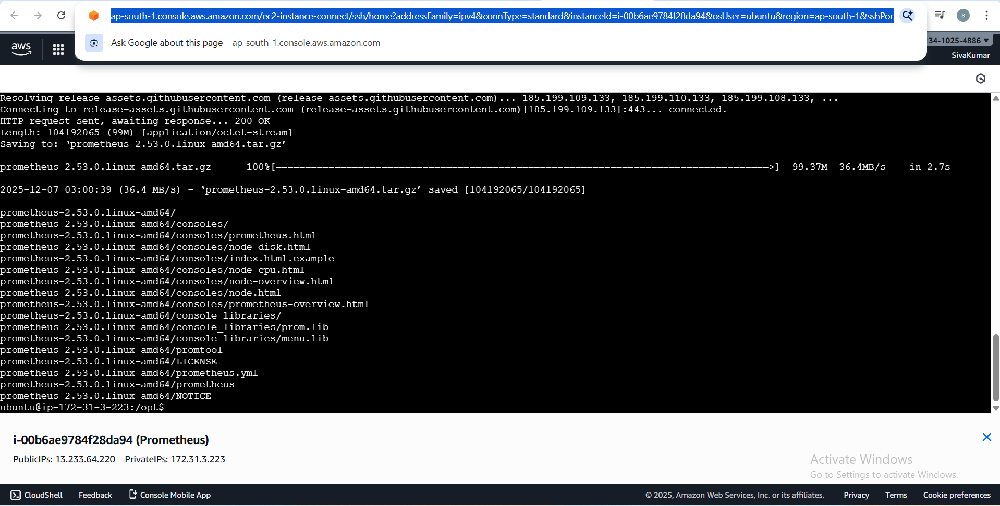 ap-south-1.console.aws.amazon.com/ec2-instance-connect/ssh/home?addressFamily=ipv4&connType=standard&instanceId=i-00b6ae9784f28da94&osUser=ubuntu&region=ap-south-1&sshPor
S
Ask Google about this page - ap-south-1.console.aws.amazon.com
aws
34-1025-4886 ▼
SivaKumar
Resolving release-assets.githubusercontent.com (release-assets.githubusercontent.com)... 185.199.109.133, 185.199.110.133, 185.199.108.133, ...
Connecting to release-assets.githubusercontent.com (release-assets.githubusercontent.com)|185.199.109.133|:443... connected.
HTTP request sent, awaiting response... 200 OK
Length: 104192065 (99M) [application/octet-stream]
Saving to: ‘prometheus-2.53.0.linux-amd64.tar.gz’
prometheus-2.53.0.linux-amd64.tar.gz 100%[====================================================================================>] 99.37M 36.4MB/s in 2.7s
2025-12-07 03:08:39 (36.4 MB/s) - ‘prometheus-2.53.0.linux-amd64.tar.gz’ saved [104192065/104192065]
prometheus-2.53.0.linux-amd64/
prometheus-2.53.0.linux-amd64/consoles/
prometheus-2.53.0.linux-amd64/consoles/prometheus.html
prometheus-2.53.0.linux-amd64/consoles/node-disk.html
prometheus-2.53.0.linux-amd64/consoles/index.html.example
prometheus-2.53.0.linux-amd64/consoles/node-cpu.html
prometheus-2.53.0.linux-amd64/consoles/node-overview.html
prometheus-2.53.0.linux-amd64/consoles/node.html
prometheus-2.53.0.linux-amd64/consoles/prometheus-overview.html
prometheus-2.53.0.linux-amd64/console_libraries/
prometheus-2.53.0.linux-amd64/console_libraries/prom.lib
prometheus-2.53.0.linux-amd64/console_libraries/menu.lib
prometheus-2.53.0.linux-amd64/promtool
prometheus-2.53.0.linux-amd64/LICENSE
prometheus-2.53.0.linux-amd64/prometheus.yml
prometheus-2.53.0.linux-amd64/prometheus
prometheus-2.53.0.linux-amd64/NOTICE
ubuntu@ip-172-31-3-223:/opt$
i-00b6ae9784f28da94 (Prometheus)
PublicIPs: 13.233.64.220 PrivateIPs: 172.31.3.223
Activate Windows
Go to Settings to activate Windows.
CloudShell Feedback Console Mobile App © 2025, Amazon Web Services, Inc. or its affiliates. Privacy Terms Cookie preferences